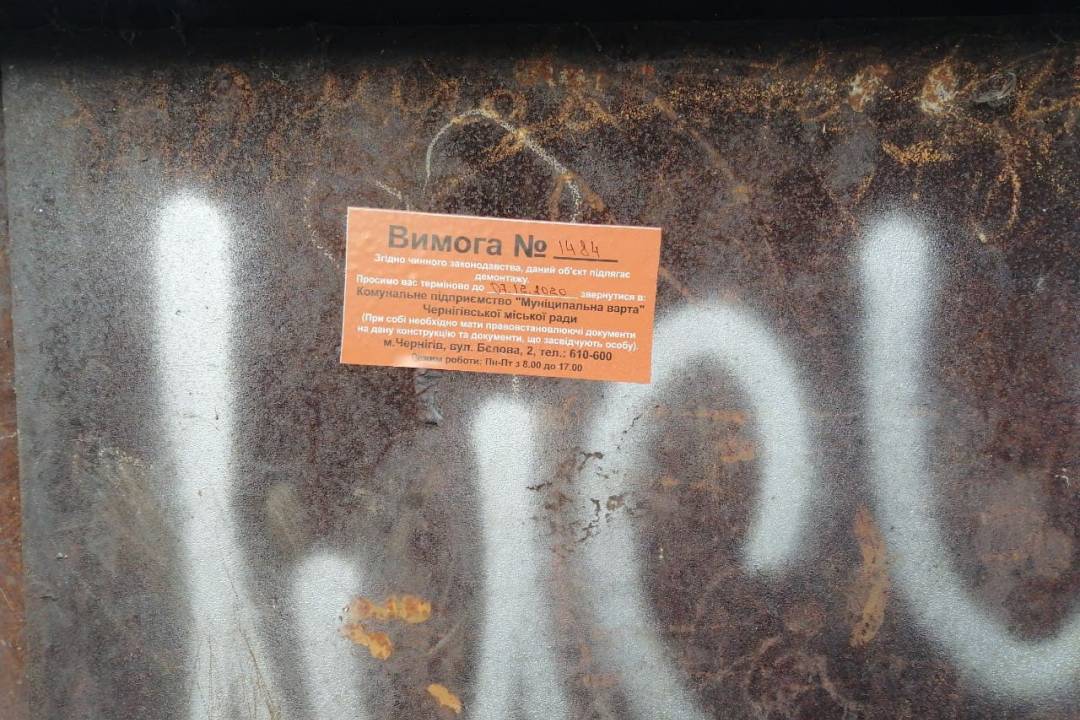 Вимога № 1484
Згідно чинного законодавства, даний об'єкт підлягає
демонтажу.
Просимо вас терміново до 07.12.2020 звернутися в:
Комунальне підприємство "Муніципальна варта"
Чернігівської міської ради
(При собі необхідно мати правовстановлюючі документи
на дану конструкцію та документи, що засвідчують особу).
м.Чернігів, вул. Бєлова, 2, тел.: 610-600
Режим роботи: Пн-Пт з 8.00 до 17.00